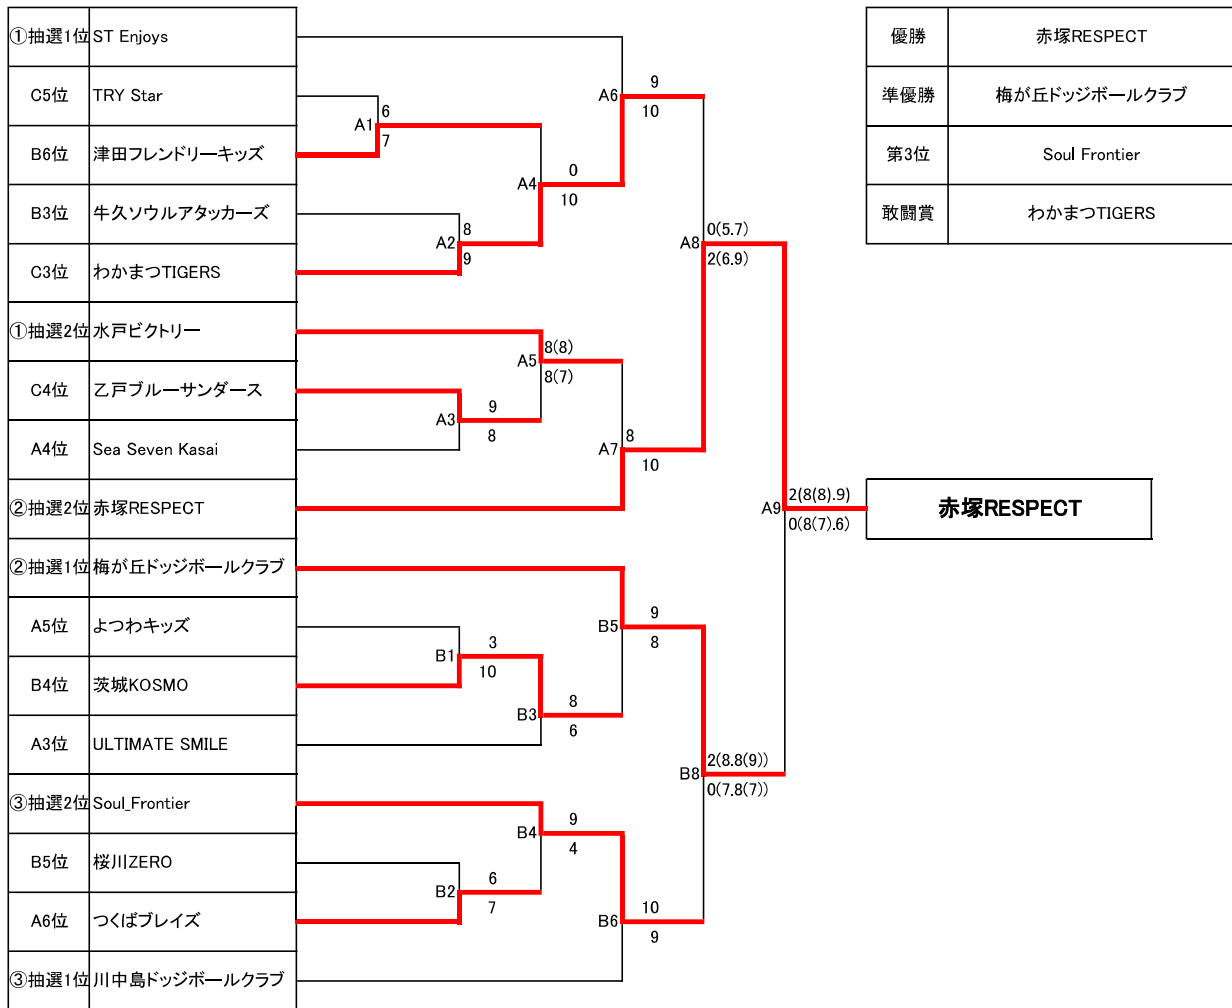 ①抽選1位 ST Enjoys
C5位 TRY Star
B6位 津田フレンドリーキッズ
B3位 牛久ソウルアタッカーズ
C3位 わかまつTIGERS
①抽選2位 水戸ビクトリー
C4位 乙戸ブルーサンダース
A4位 Sea Seven Kasai
②抽選2位 赤塚RESPECT
②抽選1位 梅が丘ドッジボールクラブ
A5位 よつわキッズ
B4位 茨城KOSMO
A3位 ULTIMATE SMILE
③抽選2位 Soul_Frontier
B5位 桜川ZERO
A6位 つくばブレイズ
③抽選1位 川中島ドッジボールクラブ
A1
6
7
A2
8
9
A3
9
8
B1
3
10
B2
6
7
A4
0
10
A5
8(8)
8(7)
B3
8
6
B4
9
4
A6
9
10
A7
8
10
B5
9
8
B6
10
9
A8
0(5.7)
2(6.9)
B8
2(8.8(9))
0(7.8(7))
A9
2(8(8).9)
0(8(7).6)
赤塚RESPECT
優勝 赤塚RESPECT
準優勝 梅が丘ドッジボールクラブ
第3位 Soul Frontier
敢闘賞 わかまつTIGERS